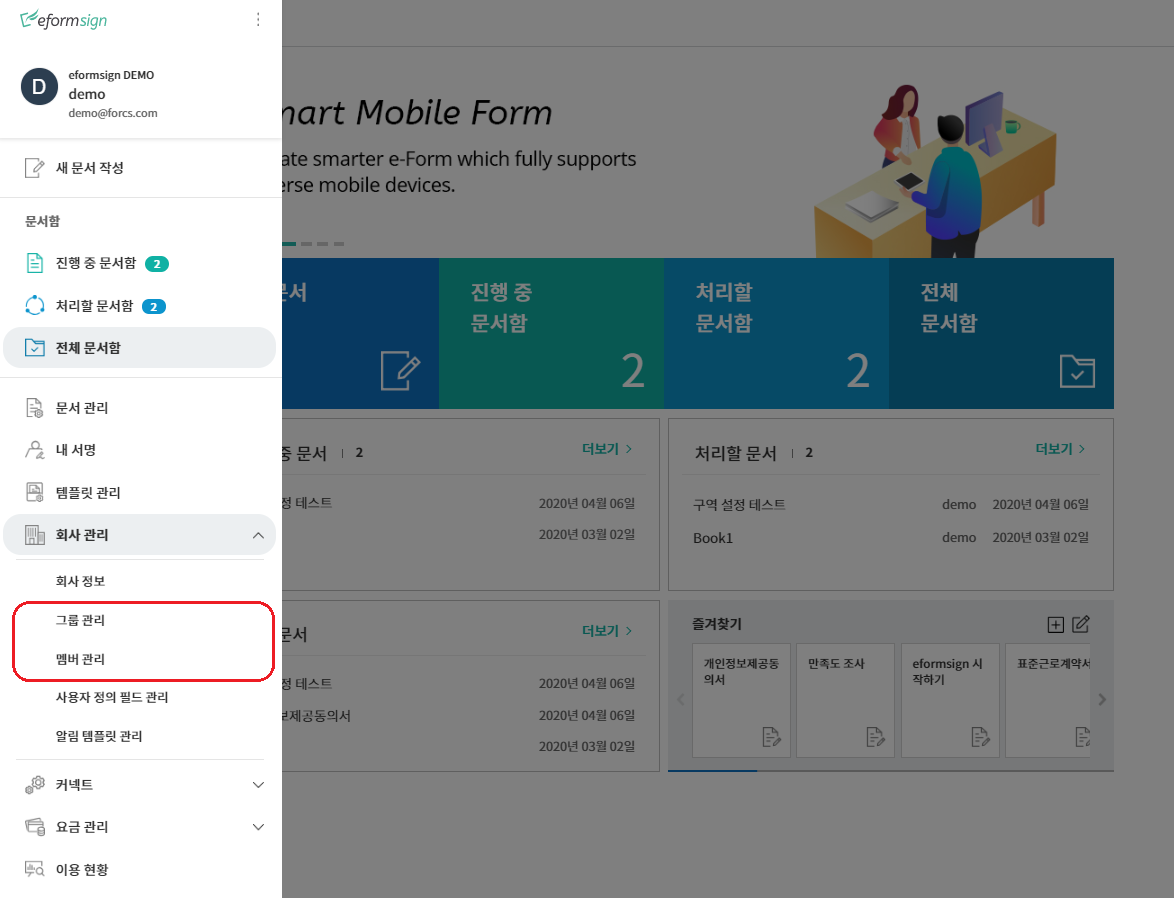 eformsign
D
eformsign DEMO
demo
demo@forcs.com
새 문서 작성
문서함
진행 중 문서함 2
처리할 문서함 2
전체 문서함
문서 관리
내 서명
템플릿 관리
회사 관리
회사 정보
그룹 관리
멤버 관리
사용자 정의 필드 관리
알림 템플릿 관리
커넥트
요금 관리
이용 현황
mart Mobile Form
ate smarter e-Form which fully supports
erse mobile devices.
문서
진행 중
문서함
2
처리할
문서함
2
전체
문서함
중 문서 2 더보기
정 테스트 2020년 04월 06일
2020년 03월 02일
처리할 문서 2 더보기
구역 설정 테스트 demo 2020년 04월 06일
Book1 demo 2020년 03월 02일
문서 더보기
정 테스트 2020년 04월 06일
보제공동의서 2020년 04월 06일
2020년 03월 02일
즐겨찾기
개인정보제공동
의서
만족도 조사
eformsign 시
작하기
표준근로계약서